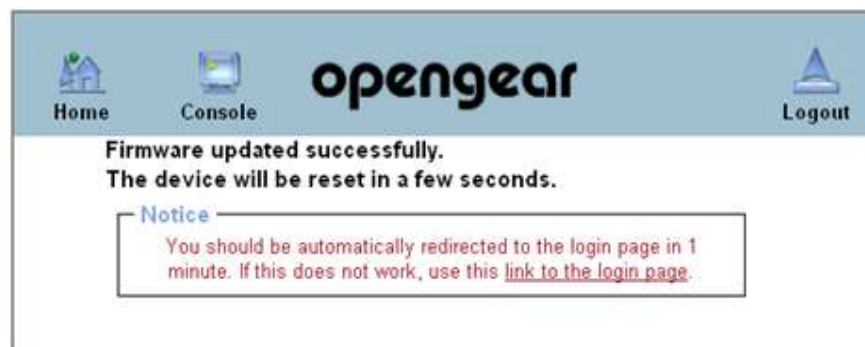 opengear
Home
Console
Logout
Firmware updated successfully.
The device will be reset in a few seconds.
Notice
You should be automatically redirected to the login page in 1
minute. If this does not work, use this link to the login page.